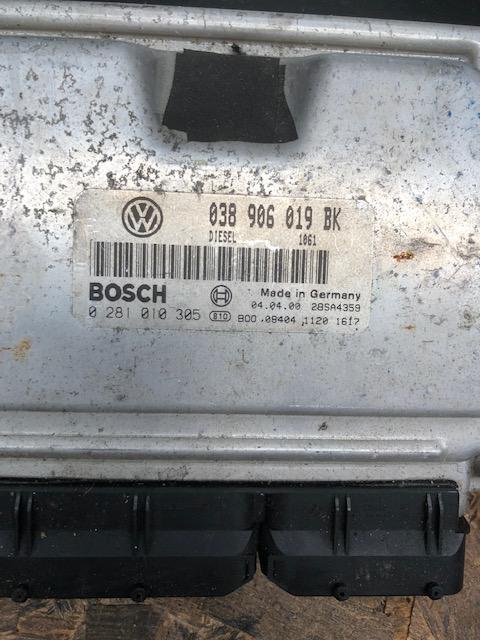 038 906 019 BK
DIESEL 1061
BOSCH Made in Germany
04.04.00 28SA4359
0 281 010 305 B10 B00.08404 1120 1617